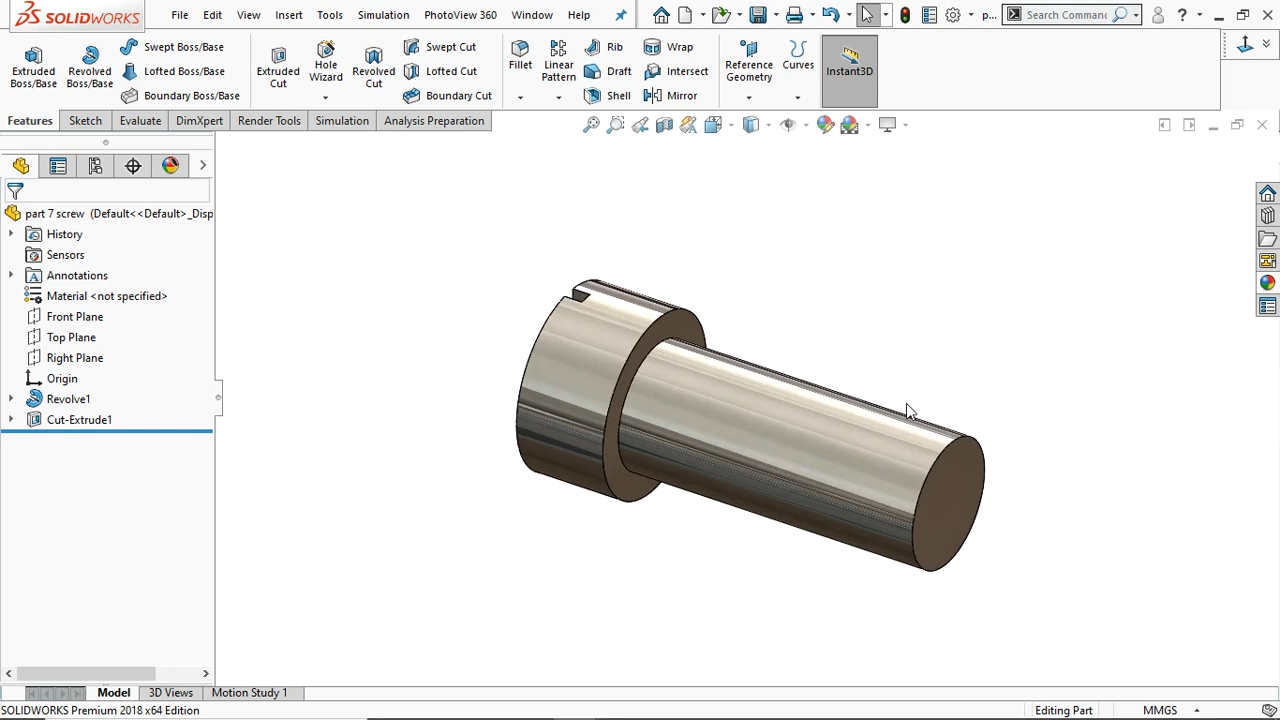 SOLIDWORKS
File Edit View Insert Tools Simulation PhotoView 360 Window Help
p...
Search Comman
?
Extruded Boss/Base
Revolved Boss/Base
Swept Boss/Base
Lofted Boss/Base
Boundary Boss/Base
Extruded Cut
Hole Wizard
Revolved Cut
Swept Cut
Lofted Cut
Boundary Cut
Fillet
Linear Pattern
Rib
Draft
Shell
Wrap
Intersect
Mirror
Reference Geometry
Curves
Instant3D
Features Sketch Evaluate DimXpert Render Tools Simulation Analysis Preparation
part 7 screw (Default<<Default>_Disp
History
Sensors
Annotations
Material <not specified>
Front Plane
Top Plane
Right Plane
Origin
Revolve1
Cut-Extrude1
Model 3D Views Motion Study 1
SOLIDWORKS Premium 2018 x64 Edition Editing Part MMGS